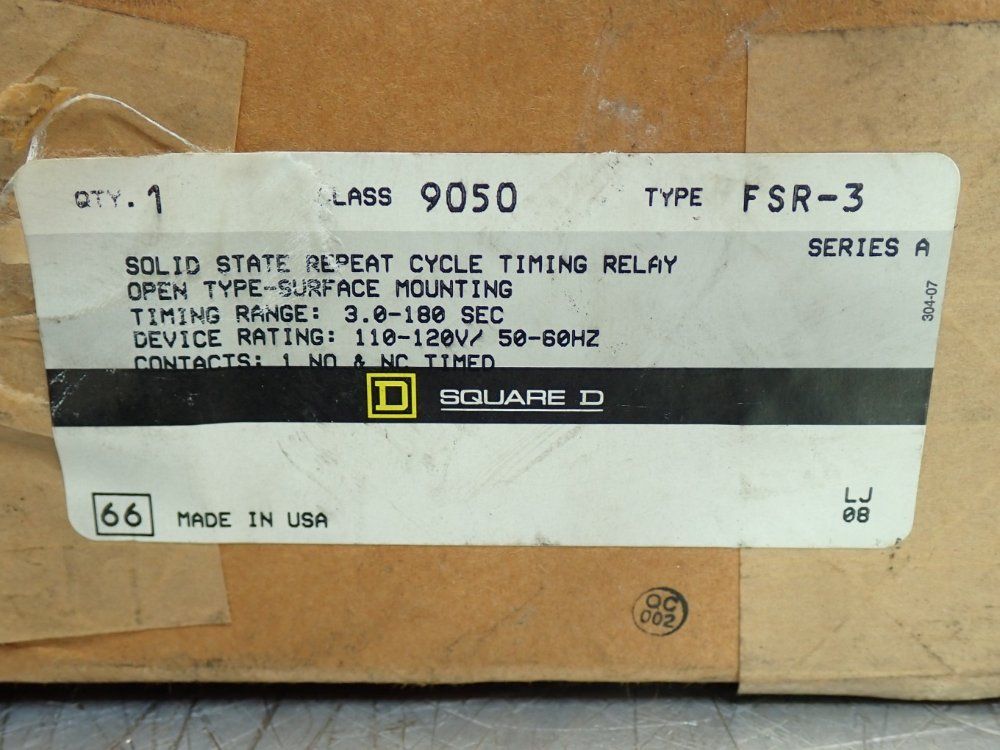 QTY. 1 CLASS 9050 TYPE FSR-3
SERIES A
SOLID STATE REPEAT CYCLE TIMING RELAY
OPEN TYPE-SURFACE MOUNTING
TIMING RANGE: 3.0-180 SEC
DEVICE RATING: 110-120V/ 50-60HZ
CONTACTS: 1 NO & NC TIMED
304-07
D SQUARE D
66 MADE IN USA
LJ
08
QC
002